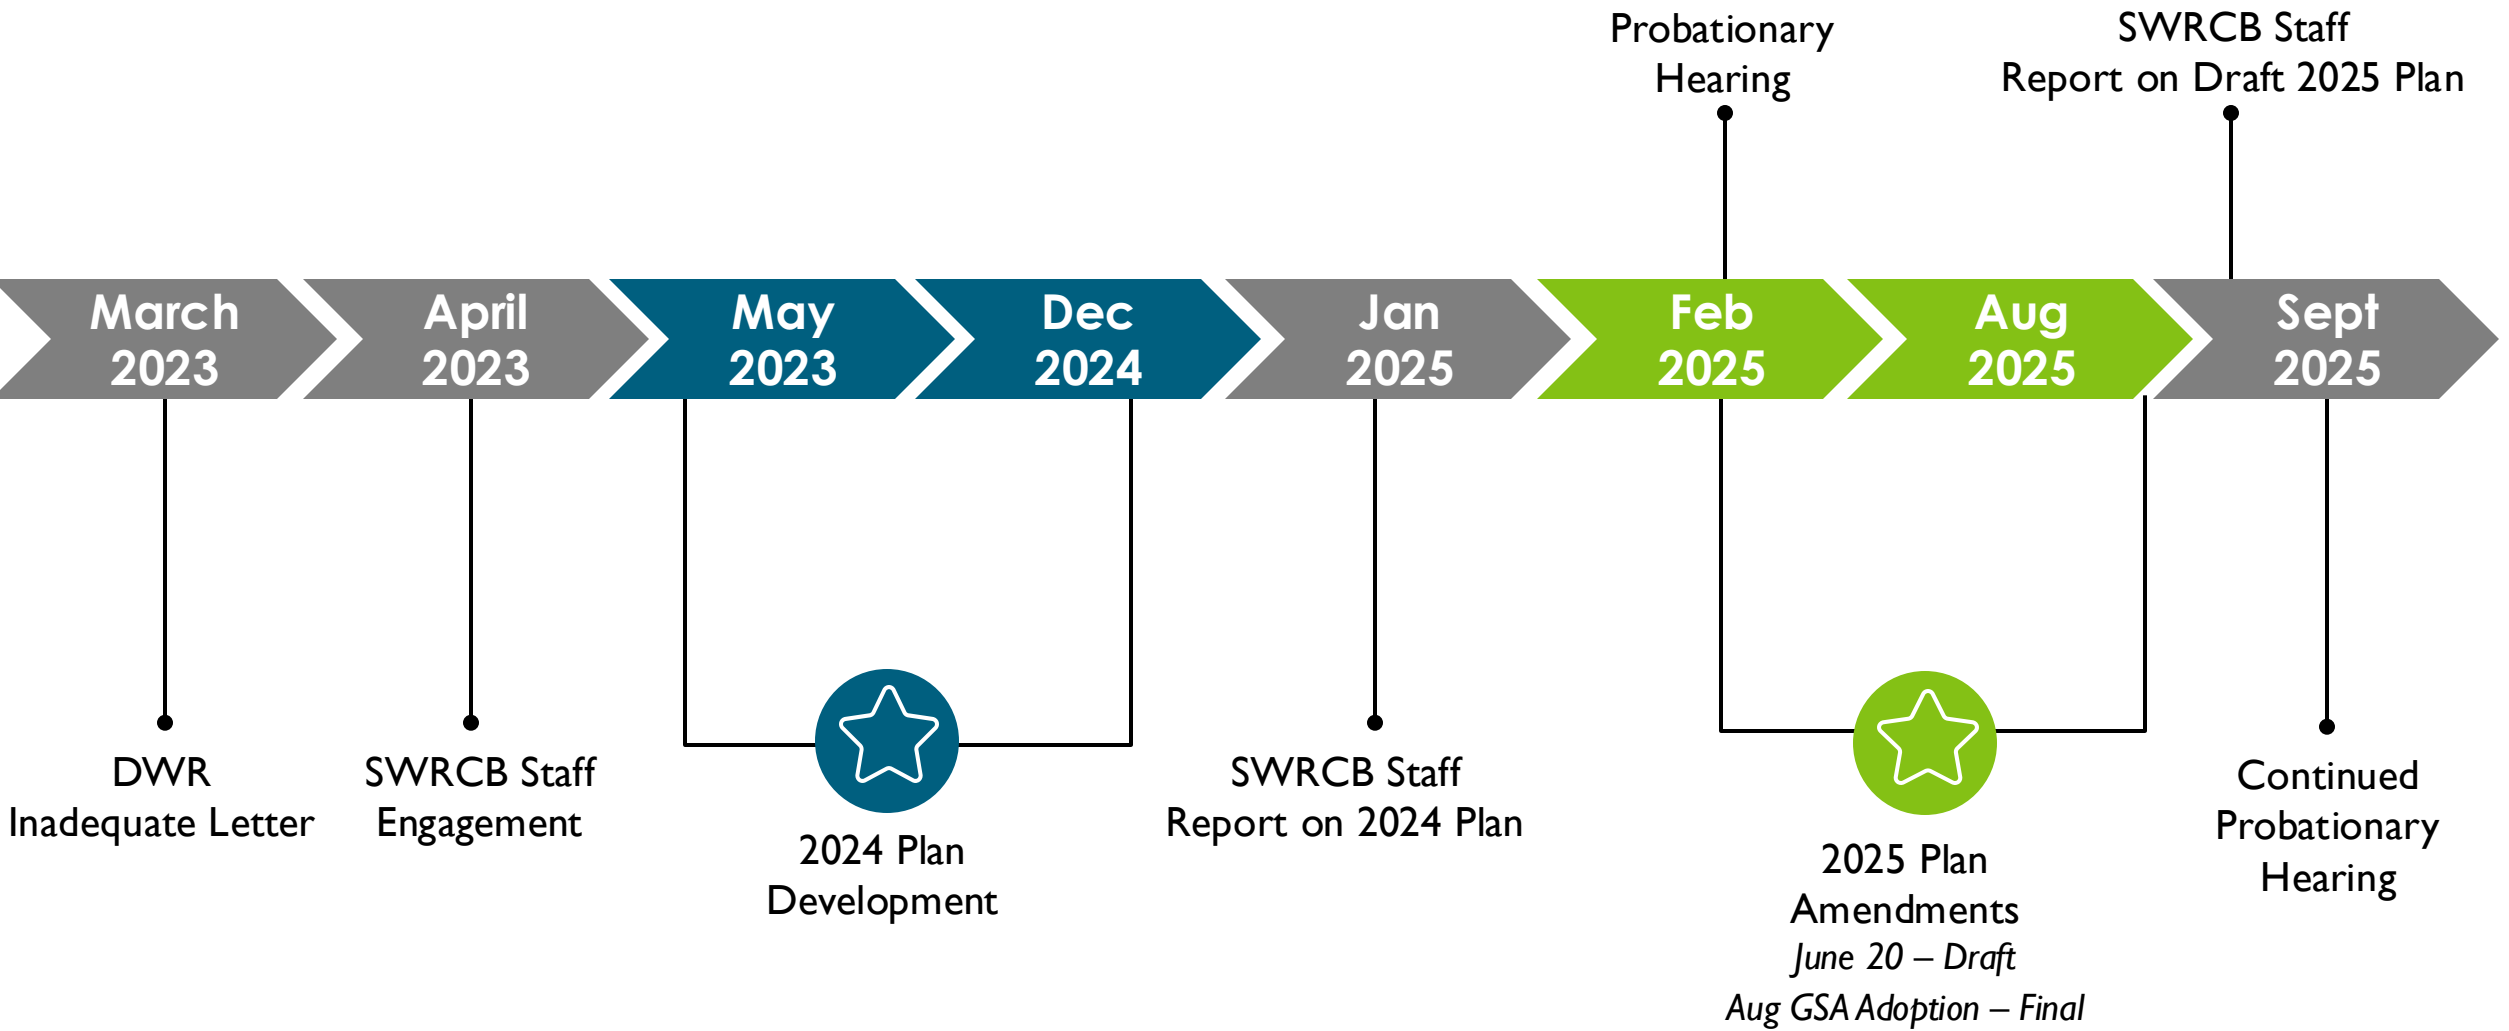 Probationary
Hearing
SWRCB Staff
Report on Draft 2025 Plan
March
2023
April
2023
May
2023
Dec
2024
Jan
2025
Feb
2025
Aug
2025
Sept
2025
DWR
Inadequate Letter
SWRCB Staff
Engagement
2024 Plan
Development
SWRCB Staff
Report on 2024 Plan
2025 Plan
Amendments
June 20 – Draft
Aug GSA Adoption – Final
Continued
Probationary
Hearing